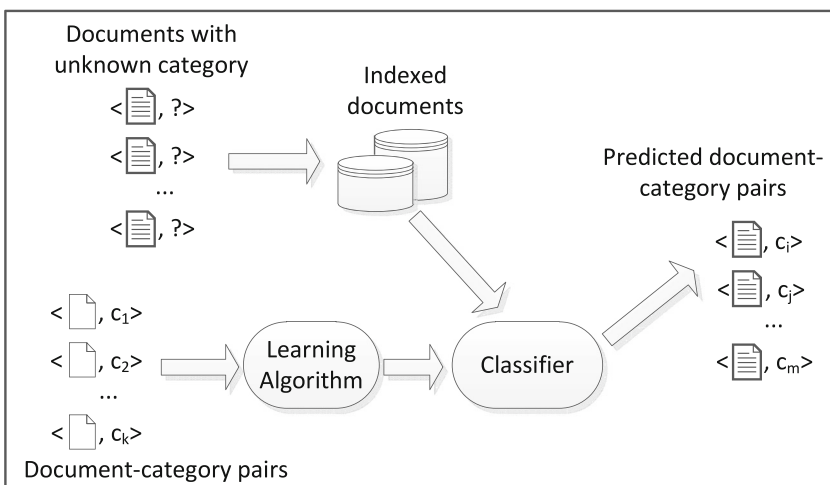 Documents with
unknown category
< , ?>
< , ?>
...
< , ?>
Indexed
documents
Predicted document-
category pairs
< , cᵢ>
< , cⱼ>
...
< , cₘ>
< , c₁>
< , c₂>
...
< , cₖ>
Document-category pairs
Learning
Algorithm
Classifier